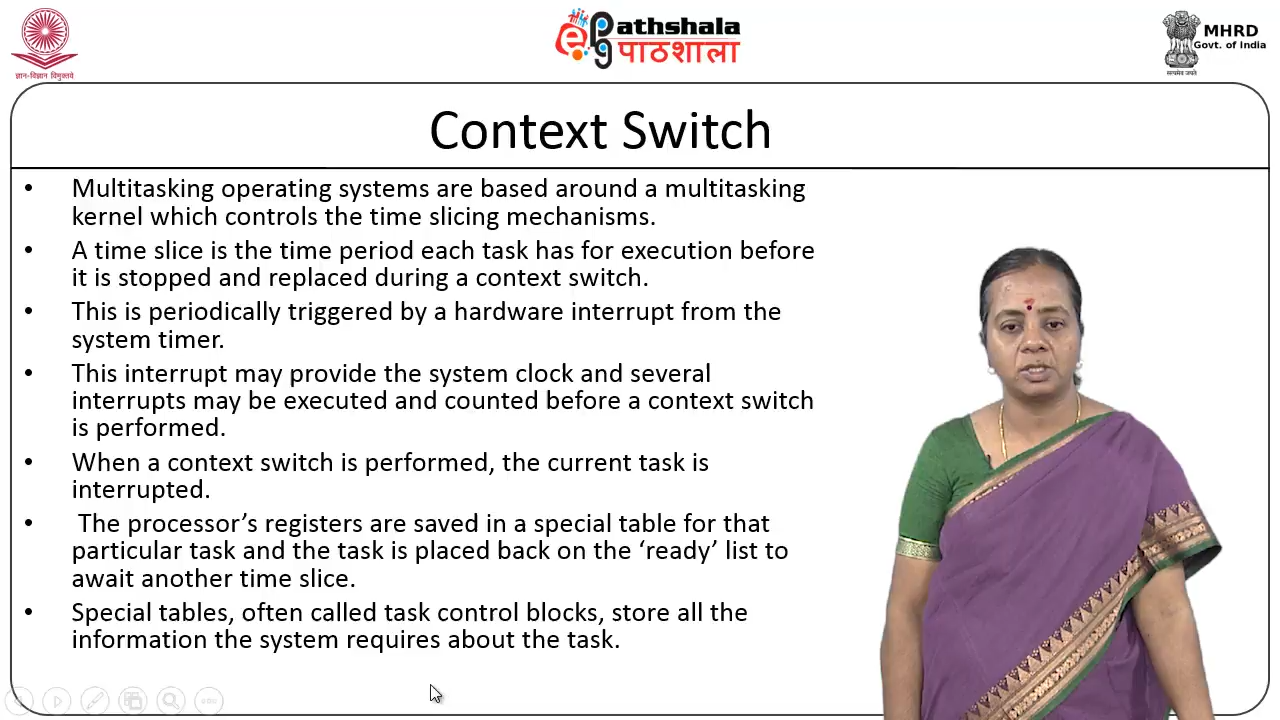 ज्ञान-विज्ञान विमुक्तये
ePG Pathshala
पाठशाला
MHRD
Govt. of India
सत्यमेव जयते
Context Switch
• Multitasking operating systems are based around a multitasking
kernel which controls the time slicing mechanisms.
• A time slice is the time period each task has for execution before
it is stopped and replaced during a context switch.
• This is periodically triggered by a hardware interrupt from the
system timer.
• This interrupt may provide the system clock and several
interrupts may be executed and counted before a context switch
is performed.
• When a context switch is performed, the current task is
interrupted.
• The processor’s registers are saved in a special table for that
particular task and the task is placed back on the ‘ready’ list to
await another time slice.
• Special tables, often called task control blocks, store all the
information the system requires about the task.